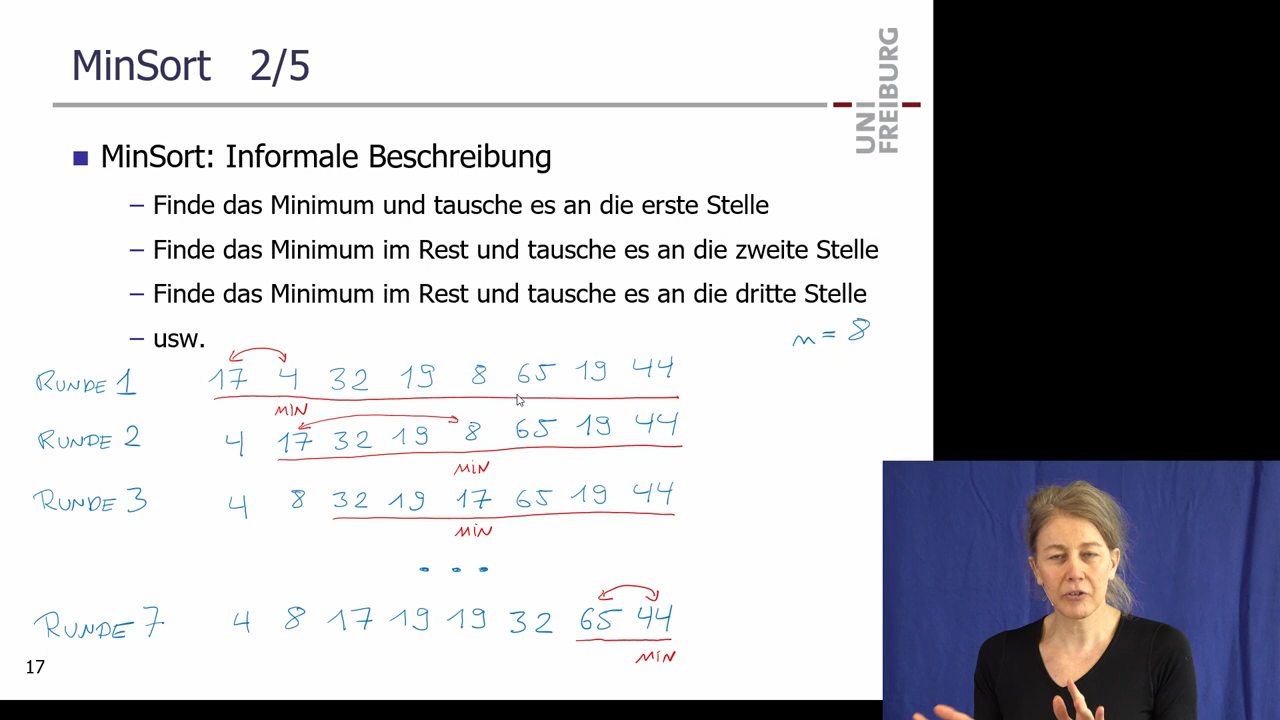 MinSort 2/5
UNI
FREIBURG
MinSort: Informale Beschreibung
– Finde das Minimum und tausche es an die erste Stelle
– Finde das Minimum im Rest und tausche es an die zweite Stelle
– Finde das Minimum im Rest und tausche es an die dritte Stelle
– usw.
n = 8
RUNDE 1 17 4 32 19 8 65 19 44
MIN
RUNDE 2 4 17 32 19 8 65 19 44
MIN
RUNDE 3 4 8 32 19 17 65 19 44
MIN
...
RUNDE 7 4 8 17 19 19 32 65 44
MIN
17